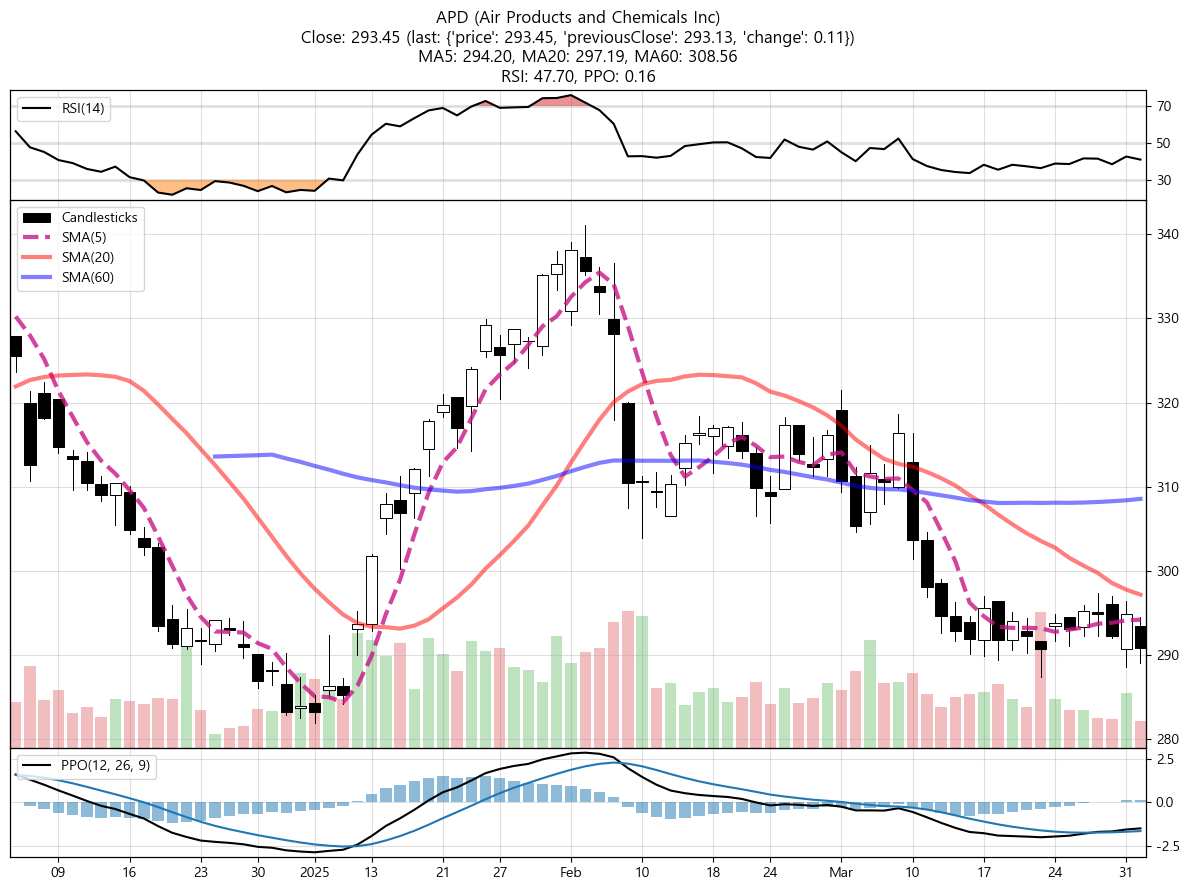 APD (Air Products and Chemicals Inc)
Close: 293.45 (last: {'price': 293.45, 'previousClose': 293.13, 'change': 0.11})
MA5: 294.20, MA20: 297.19, MA60: 308.56
RSI: 47.70, PPO: 0.16
RSI(14)
70
50
30
Candlesticks
SMA(5)
SMA(20)
SMA(60)
340
330
320
310
300
290
280
PPO(12, 26, 9)
2.5
0.0
−2.5
09 16 23 30 2025 13 21 27 Feb 10 18 24 Mar 10 17 24 31